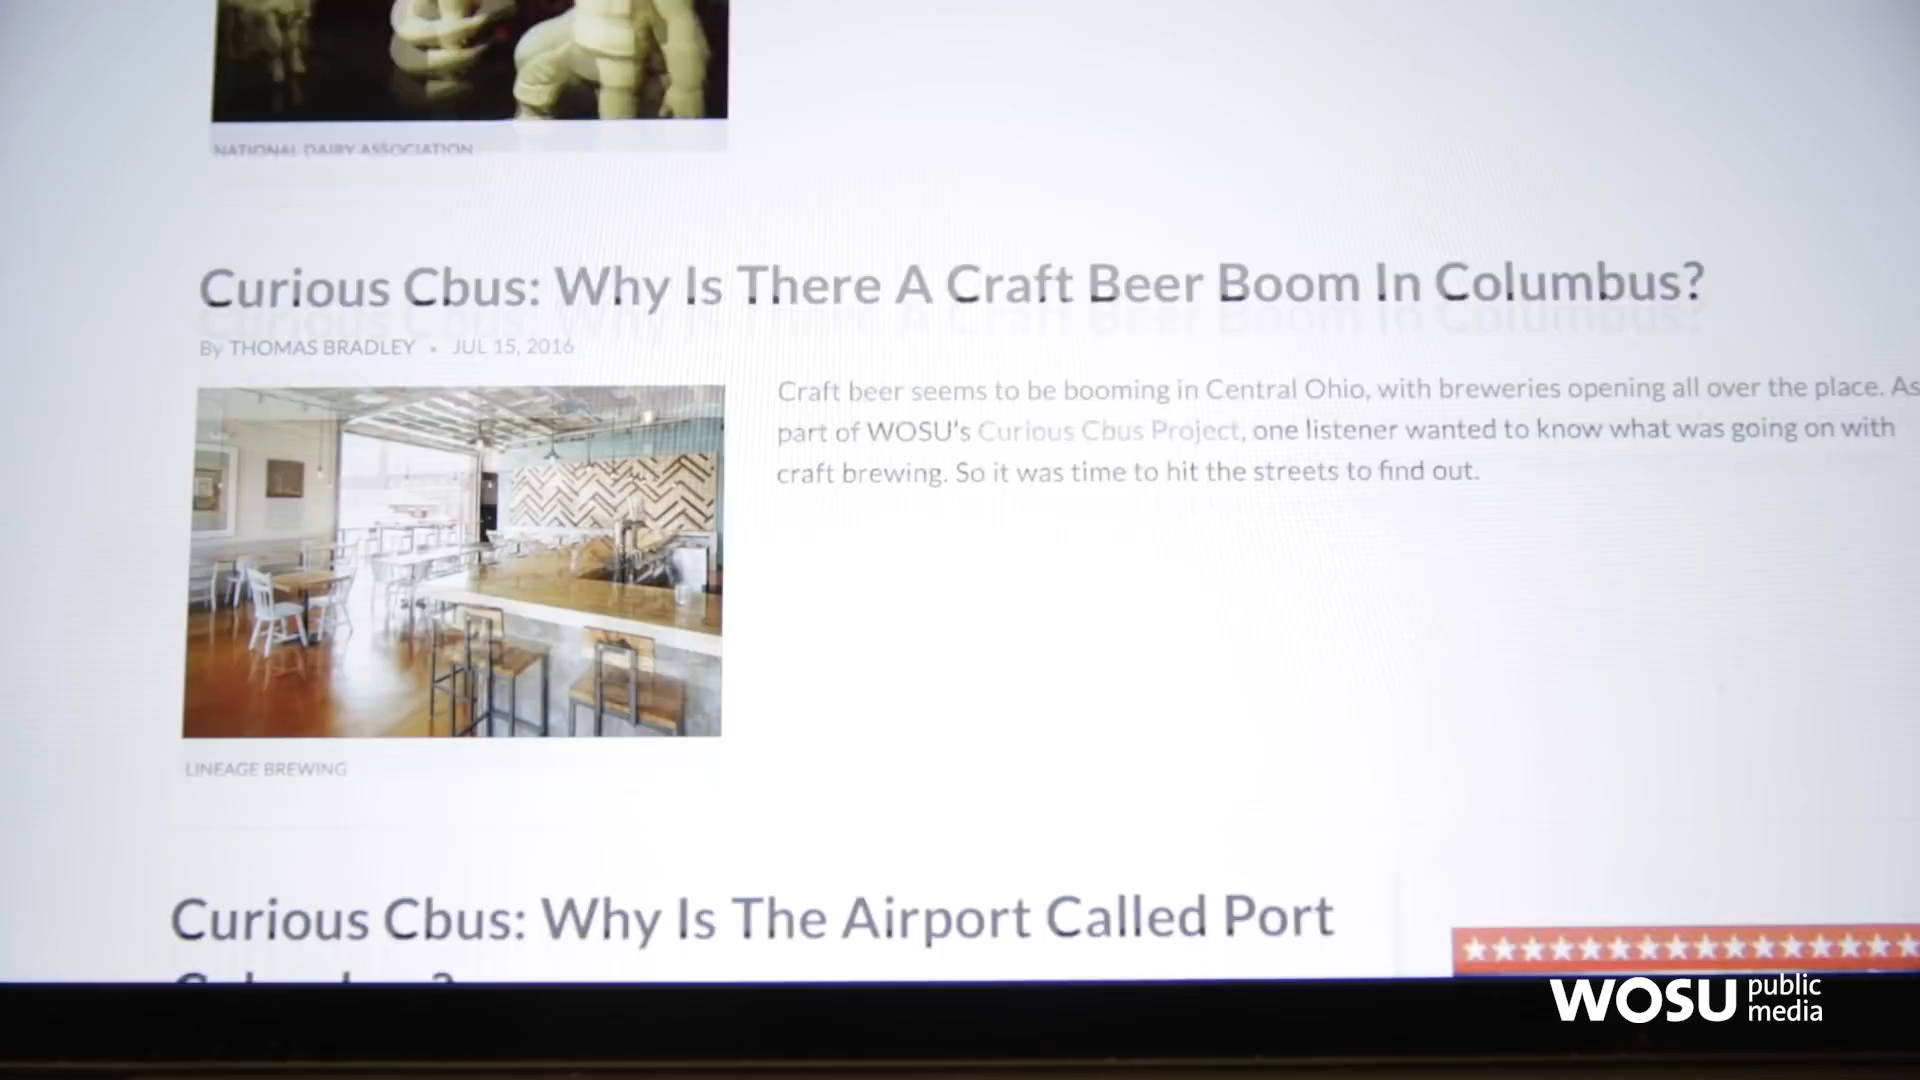 NATIONAL DAIRY ASSOCIATION
Curious Cbus: Why Is There A Craft Beer Boom In Columbus?
By THOMAS BRADLEY • JUL 15, 2016
Craft beer seems to be booming in Central Ohio, with breweries opening all over the place. As
part of WOSU's Curious Cbus Project, one listener wanted to know what was going on with
craft brewing. So it was time to hit the streets to find out.
LINEAGE BREWING
Curious Cbus: Why Is The Airport Called Port
WOSU public
media